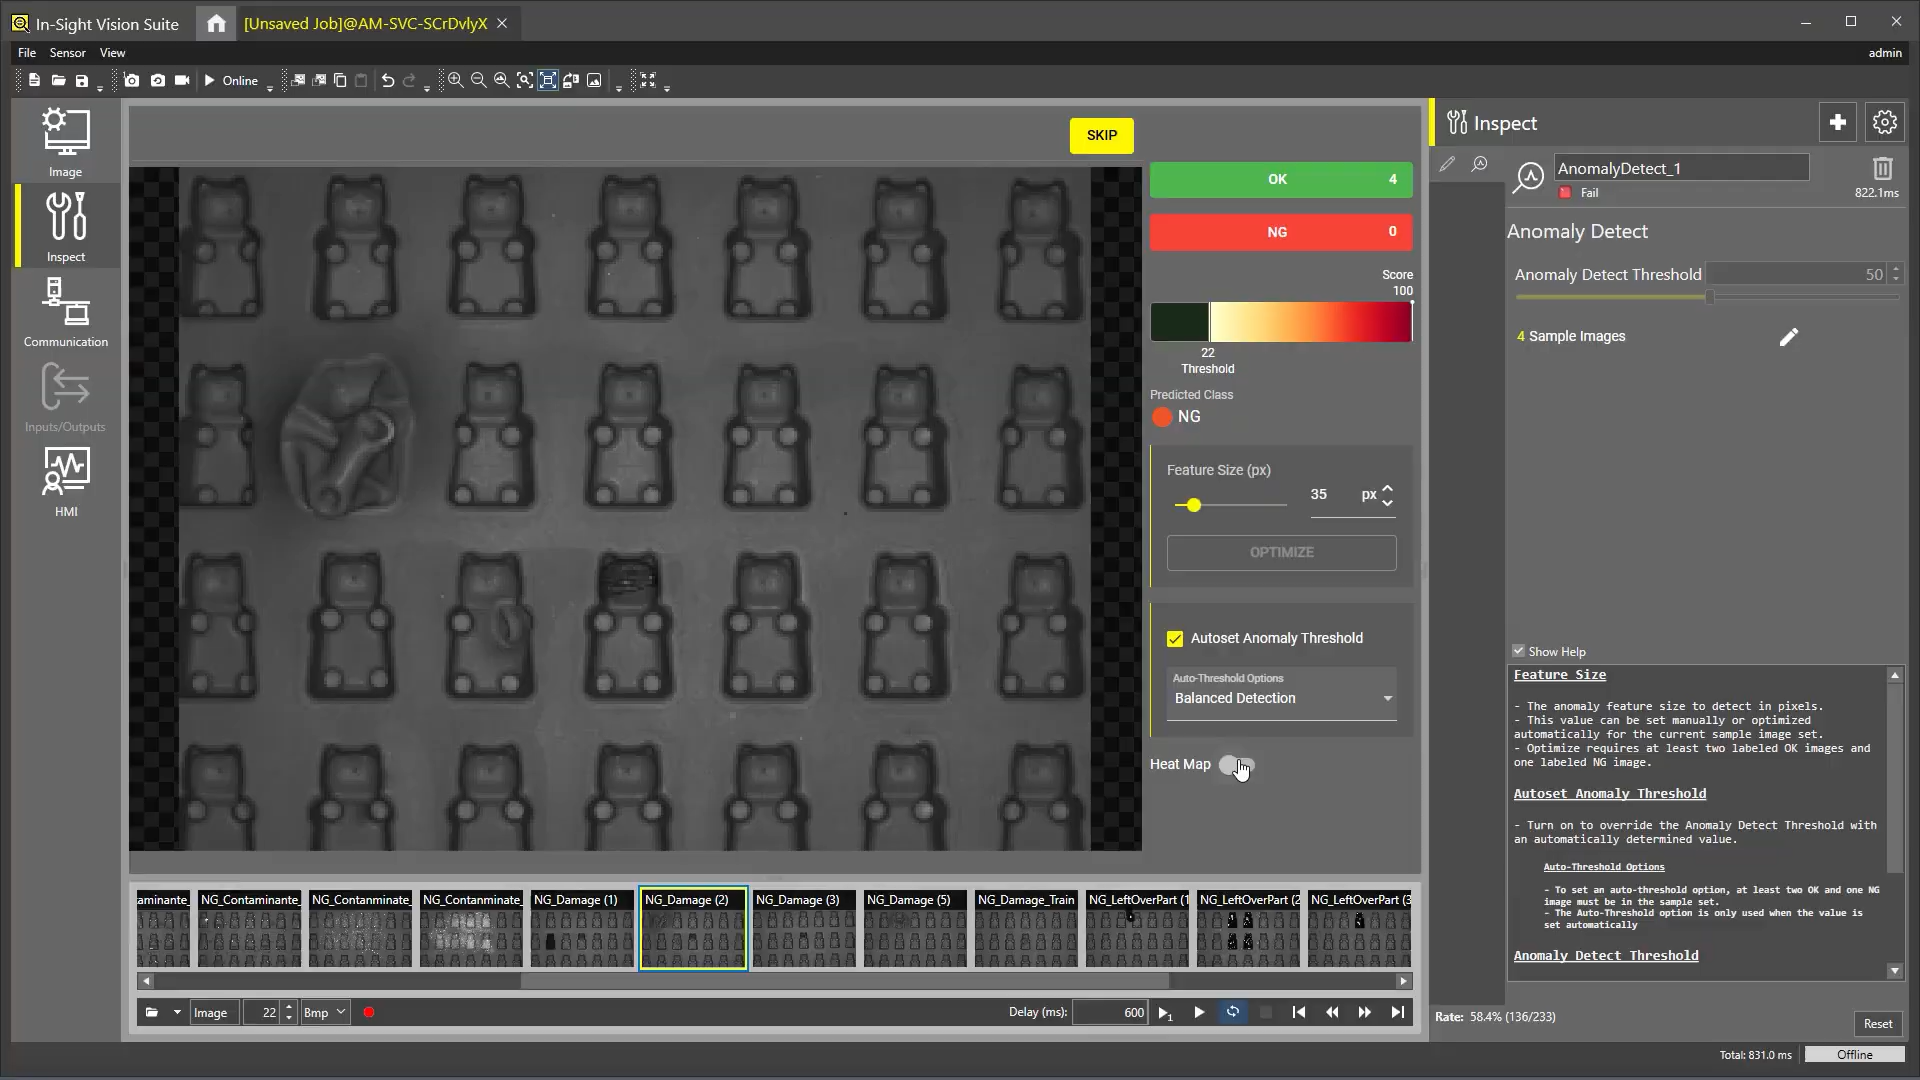 In-Sight Vision Suite
[Unsaved Job]@AM-SVC-SCrDvlyX
File Sensor View
admin
Online
Image
Inspect
Communication
Inputs/Outputs
HMI
SKIP
OK 4
NG 0
Score
100
22
Threshold
Predicted Class
NG
Feature Size (px)
35 px
OPTIMIZE
Autoset Anomaly Threshold
Auto-Threshold Options
Balanced Detection
Heat Map
Inspect
AnomalyDetect_1
Fail
822.1ms
Anomaly Detect
Anomaly Detect Threshold 50
4 Sample Images
Show Help
Feature Size
- The anomaly feature size to detect in pixels.
- This value can be set manually or optimized
automatically for the current sample image set.
- Optimize requires at least two labeled OK images and
one labeled NG image.
Autoset Anomaly Threshold
- Turn on to override the Anomaly Detect Threshold with
an automatically determined value.
Auto-Threshold Options
- To set an auto-threshold option, at least two OK and one NG
image must be in the sample set.
- The Auto-Threshold option is only used when the value is
set automatically
Anomaly Detect Threshold
aminante_ NG_Contaminante_ NG_Contanminate_ NG_Contanminate_ NG_Damage (1) NG_Damage (2) NG_Damage (3) NG_Damage (5) NG_Damage_Train NG_LeftOverPart (1 NG_LeftOverPart (2 NG_LeftOverPart (3
Image 22 Bmp
Delay (ms): 600
1
Rate: 58.4% (136/233)
Reset
Total: 831.0 ms
Offline